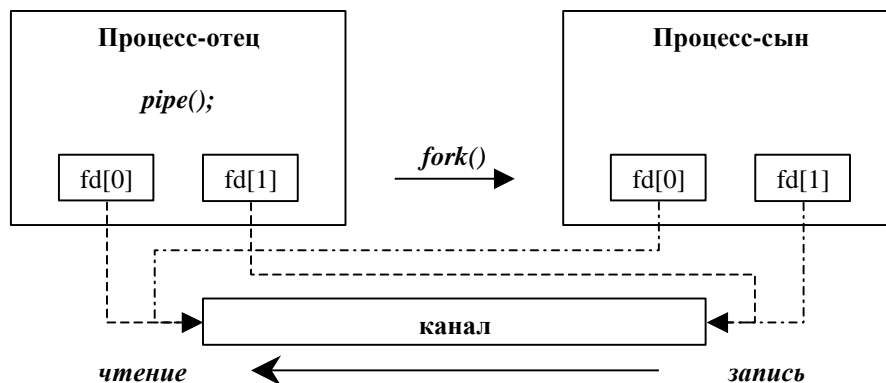 Процесс-отец
Процесс-сын
pipe();
fork()
fd[0]
fd[1]
fd[0]
fd[1]
канал
чтение
запись